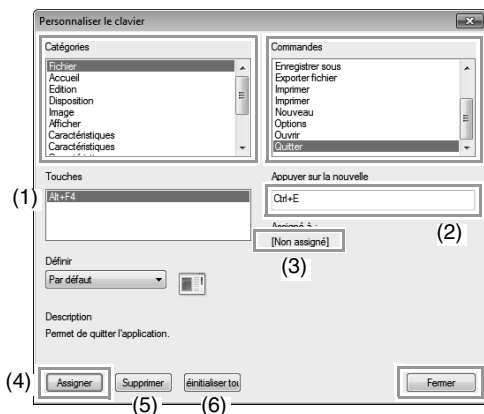 Personnaliser le clavier
Catégories
Fichier
Accueil
Edition
Disposition
Image
Afficher
Caractéristiques
Caractéristiques
Commandes
Enregistrer sous
Exporter fichier
Imprimer
Imprimer
Nouveau
Options
Ouvrir
Quitter
Touches
(1)
Alt+F4
Appuyer sur la nouvelle
Ctrl+E
(2)
Assigné à :
[Non assigné]
(3)
Définir
Par défaut
Description
Permet de quitter l'application.
(4)
Assigner
Supprimer
éinitialiser tou
Fermer
(5)
(6)